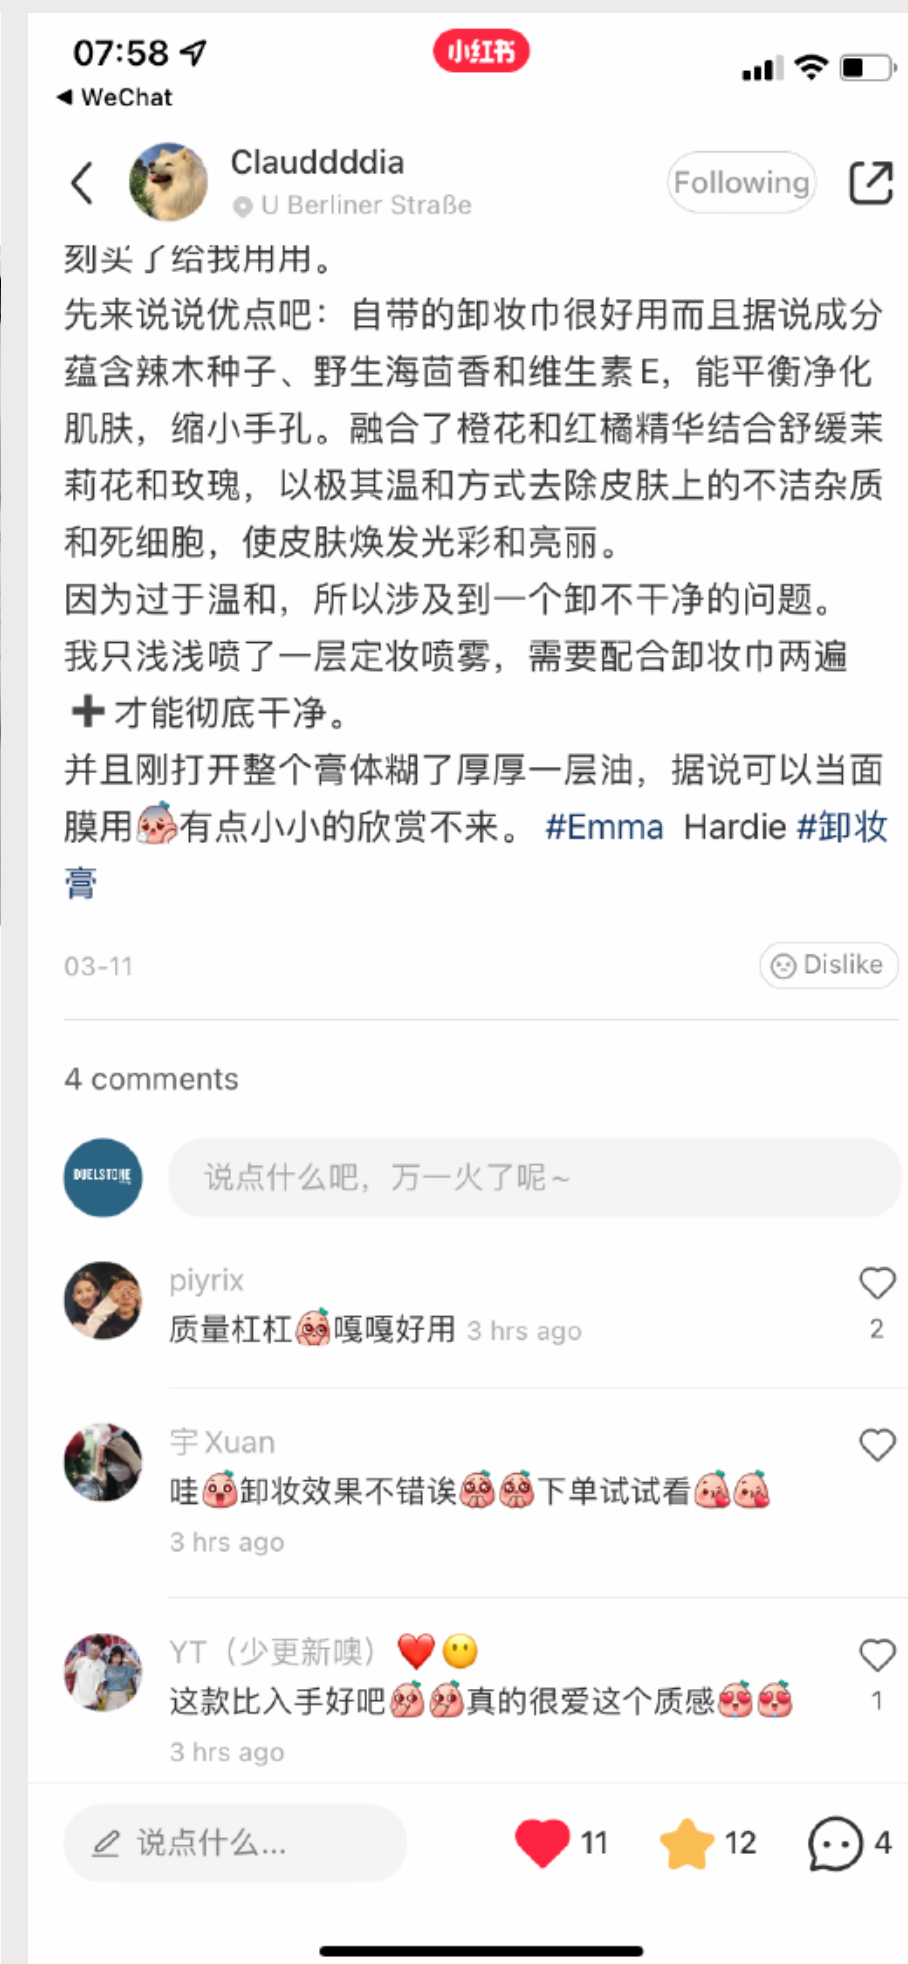 07:58
小红书
WeChat
Clauddddia
U Berliner Straße
Following
刻买了给我用用。
先来说说优点吧：自带的卸妆巾很好用而且据说成分
蕴含辣木种子、野生海茴香和维生素E，能平衡净化
肌肤，缩小手孔。融合了橙花和红橘精华结合舒缓茉
莉花和玫瑰，以极其温和方式去除皮肤上的不洁杂质
和死细胞，使皮肤焕发光彩和亮丽。
因为过于温和，所以涉及到一个卸不干净的问题。
我只浅浅喷了一层定妆喷雾，需要配合卸妆巾两遍
➕才能彻底干净。
并且刚打开整个膏体糊了厚厚一层油，据说可以当面
膜用有点小小的欣赏不来。 #Emma Hardie #卸妆
膏
03-11
Dislike
4 comments
DUELSTONE
说点什么吧，万一火了呢~
piyrix
质量杠杠嘎嘎好用 3 hrs ago
2
宇Xuan
哇卸妆效果不错诶下单试试看
3 hrs ago
YT（少更新噢）❤️😶
这款比入手好吧真的很爱这个质感
1
3 hrs ago
说点什么...
11
12
4